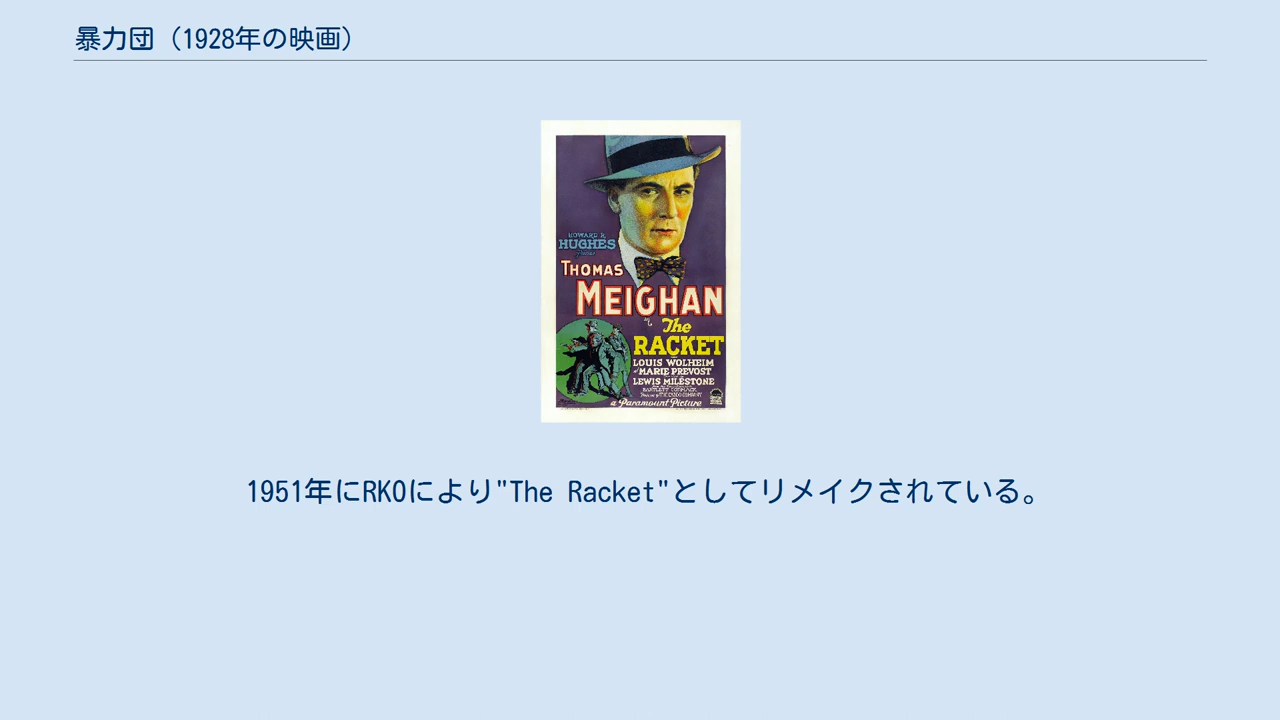 暴力団（1928年の映画）
HOWARD R.
HUGHES
THOMAS
MEIGHAN
The
RACKET
LOUIS WOLHEIM
MARIE PREVOST
LEWIS MILESTONE
a Paramount Picture
1951年にRKOにより"The Racket"としてリメイクされている。